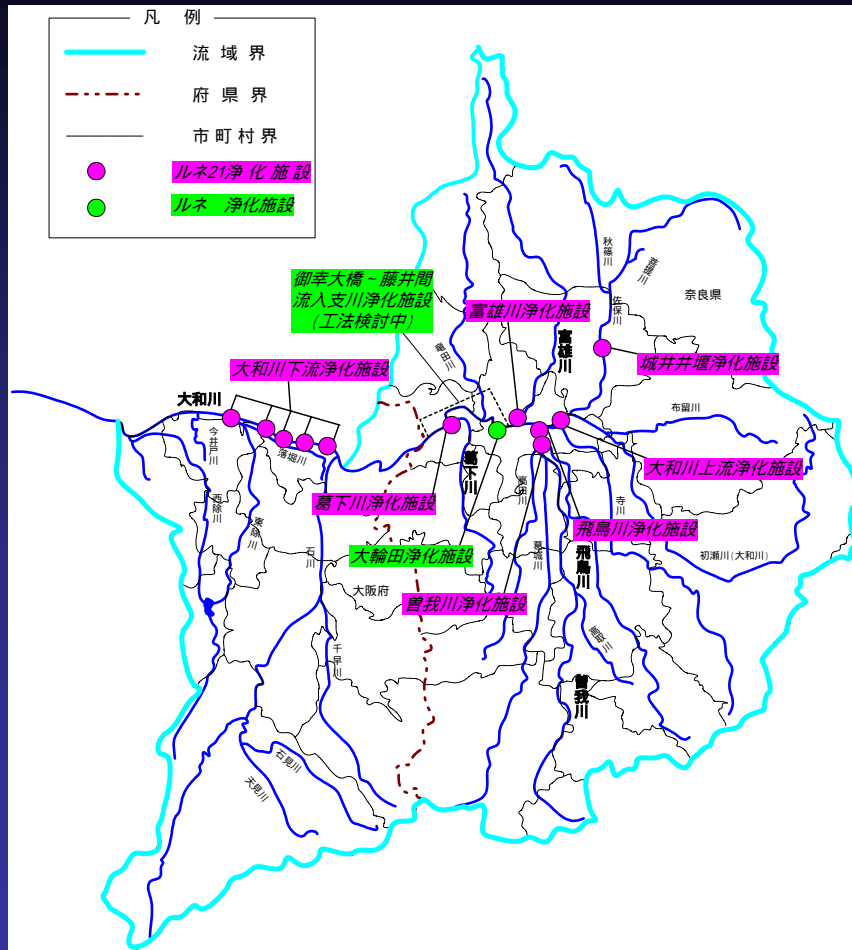 凡 例
流 域 界
府 県 界
市 町 村 界
ルネ21浄 化 施 設
ルネ 浄化施設
御幸大橋~藤井間
流入支川浄化施設
(工法検討中)
富雄川浄化施設
秋篠川
菩提川
佐保川
奈良県
富雄川
竜田川
城井井堰浄化施設
大和川下流浄化施設
大和川
布留川
今井戸川
落堀川
葛下川
大和川上流浄化施設
西除川
東除川
葛下川浄化施設
高田川
寺川
飛鳥川浄化施設
石川
大輪田浄化施設
葛城川
飛鳥川
初瀬川(大和川)
大阪府
曽我川浄化施設
高取川
千早川
曽我川
石見川
天見川